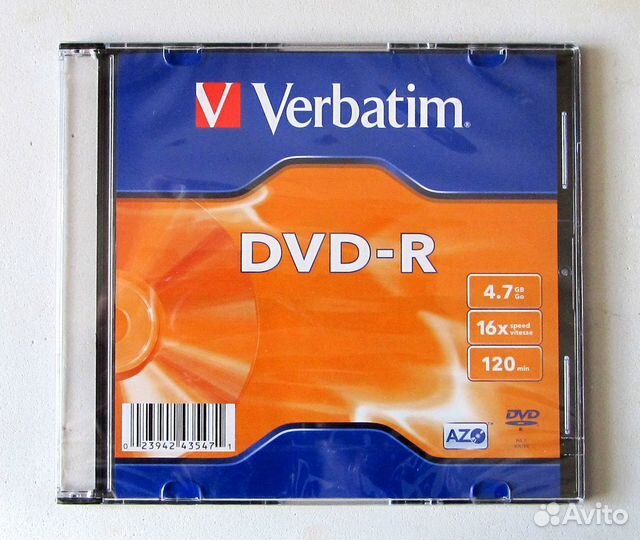 V Verbatim®
DVD-R
4.7 GB
Go
16x speed
vitesse
120 min
0 23942 43547 1
AZO
DVD
R
Avito